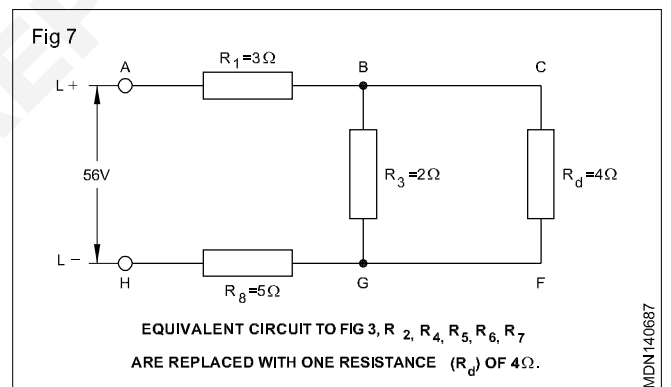 Fig 7
A
R1=3Ω
B
C
L +
56V
R3=2Ω
Rd=4Ω
L −
H
R8=5Ω
G
F
EQUIVALENT CIRCUIT TO FIG 3, R 2, R4, R5, R6, R7
ARE REPLACED WITH ONE RESISTANCE (Rd) OF 4Ω.
MDN140687